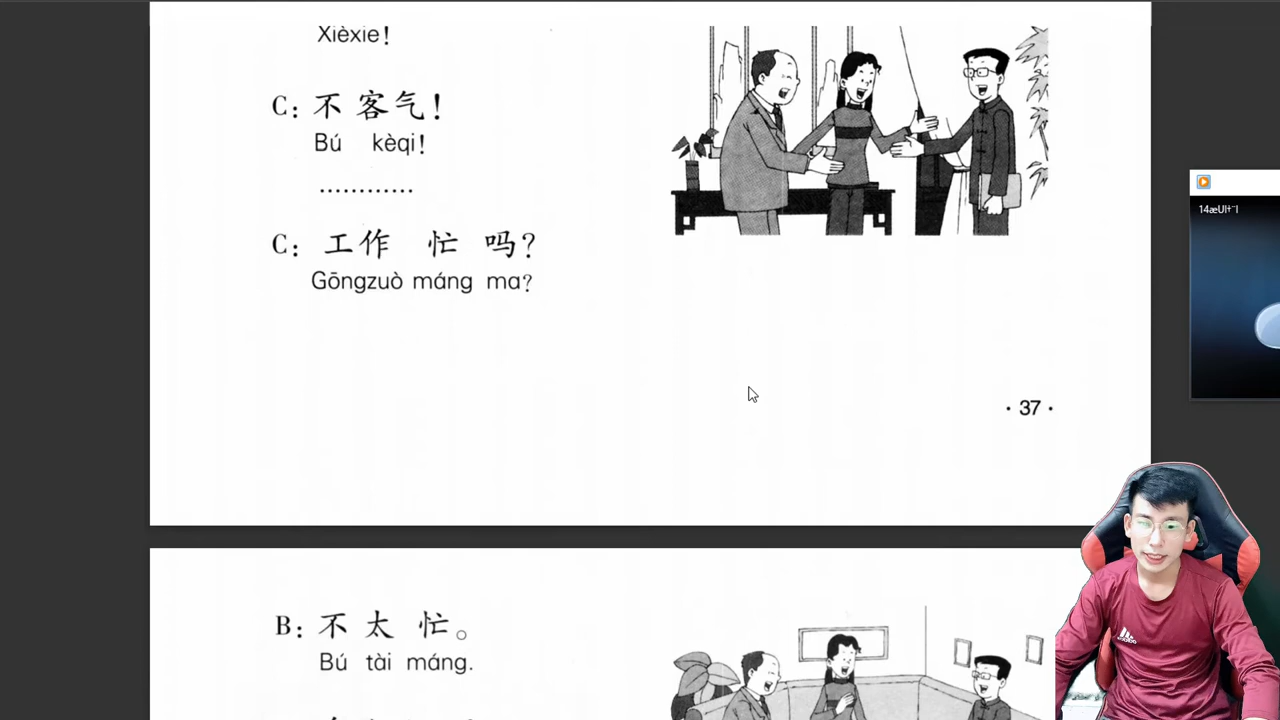 Xièxie!
C: 不客气!
Bú kèqi!
…………
C: 工作 忙 吗?
Gōngzuò máng ma?
· 37 ·
B: 不 太 忙。
Bú tài máng.